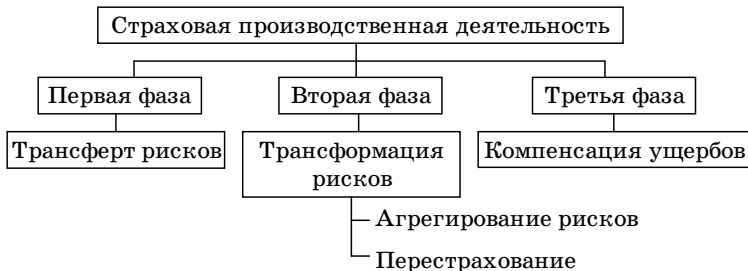 Страховая производственная деятельность
Первая фаза
Вторая фаза
Третья фаза
Трансферт рисков
Трансформация
рисков
Компенсация ущербов
Агрегирование рисков
Перестрахование